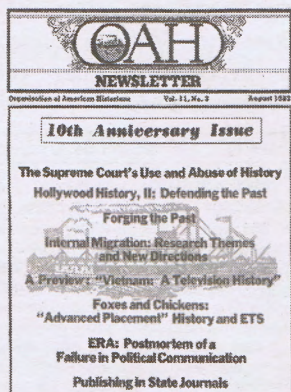 OAH
NEWSLETTER
Organization of American Historians Vol. 11, No. 3 August 1983
10th Anniversary Issue
The Supreme Court's Use and Abuse of History
Hollywood History, II: Defending the Past
Forging the Past
Internal Migration: Research Themes
and New Directions
A Preview: "Vietnam: A Television History"
Foxes and Chickens:
"Advanced Placement" History and ETS
ERA: Postmortem of a
Failure in Political Communication
Publishing in State Journals